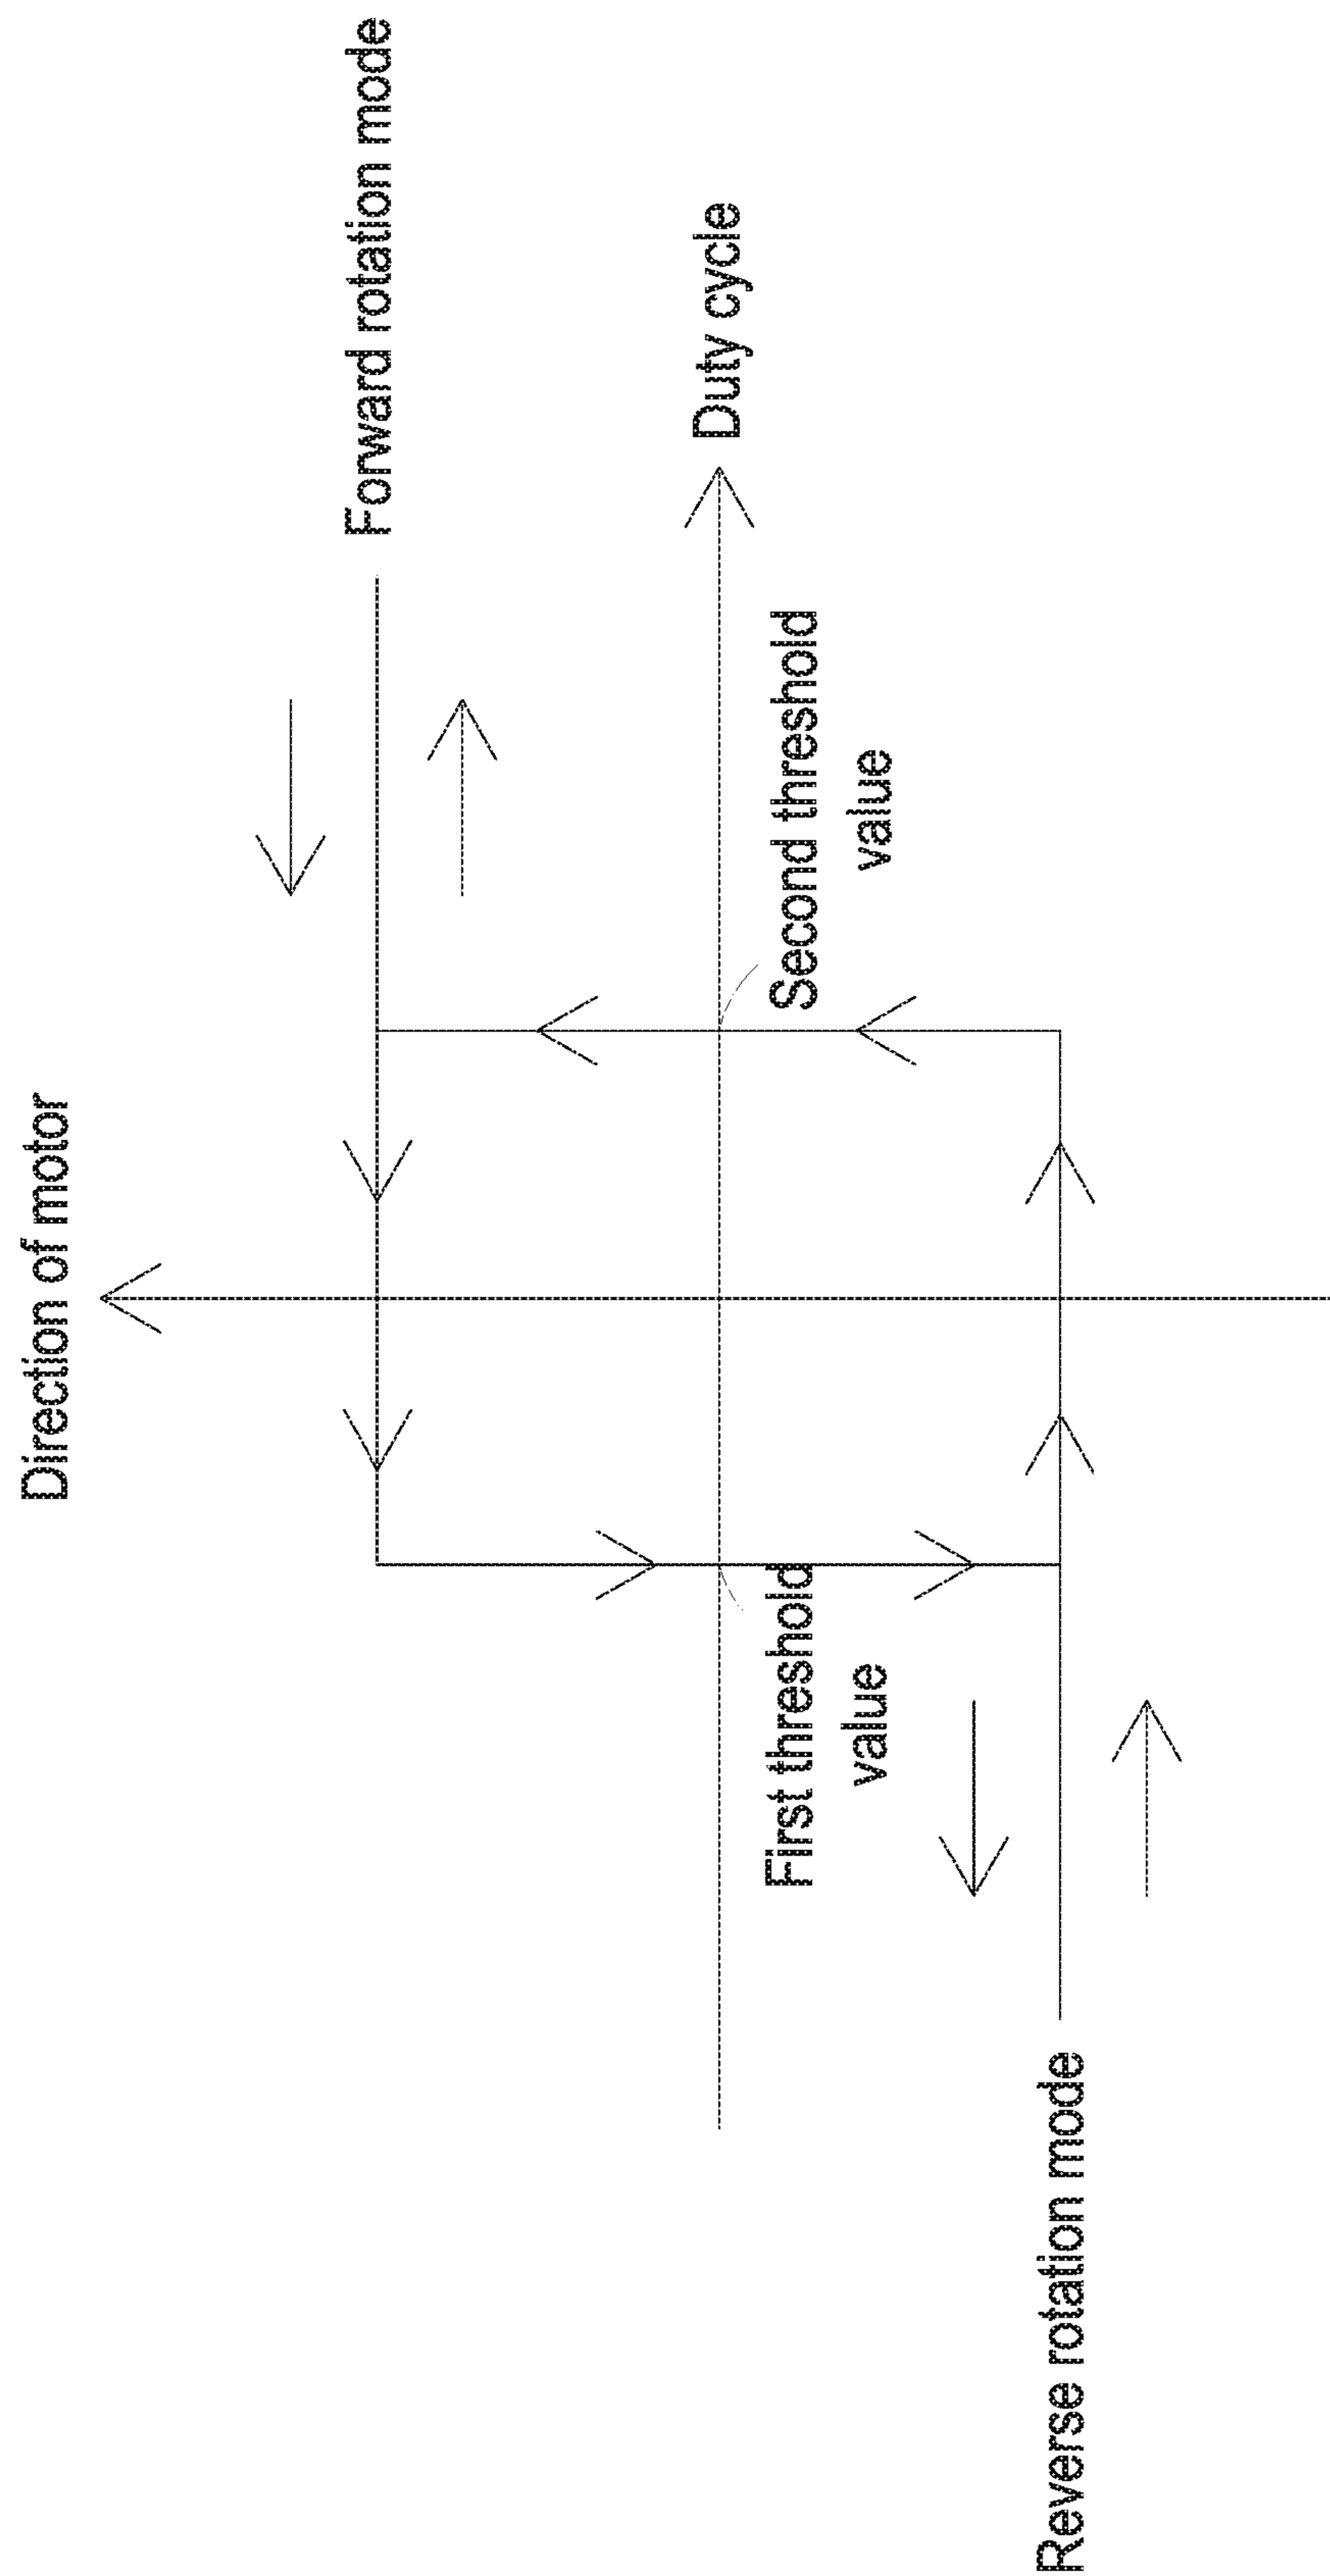 Direction of motor
Forward rotation mode
Duty cycle
Second threshold
value
First threshold
value
Reverse rotation mode